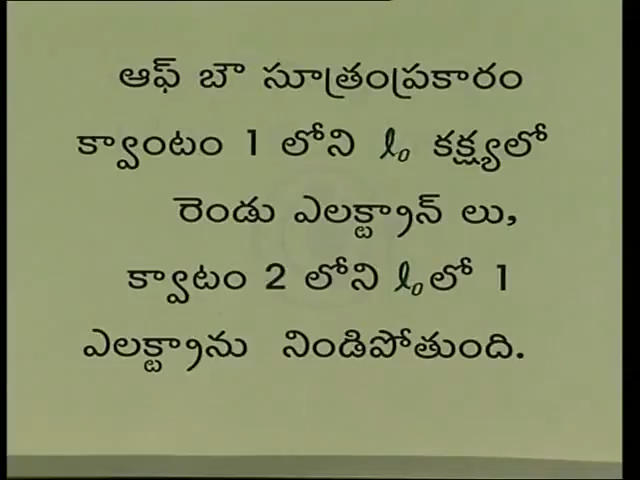 ఆఫ్ బౌ సూత్రంప్రకారం
క్వాంటం 1 లోని ℓ₀ కక్ష్యలో
రెండు ఎలక్ట్రాన్ లు,
క్వాటం 2 లోని ℓ₀లో 1
ఎలక్ట్రాను నిండిపోతుంది.